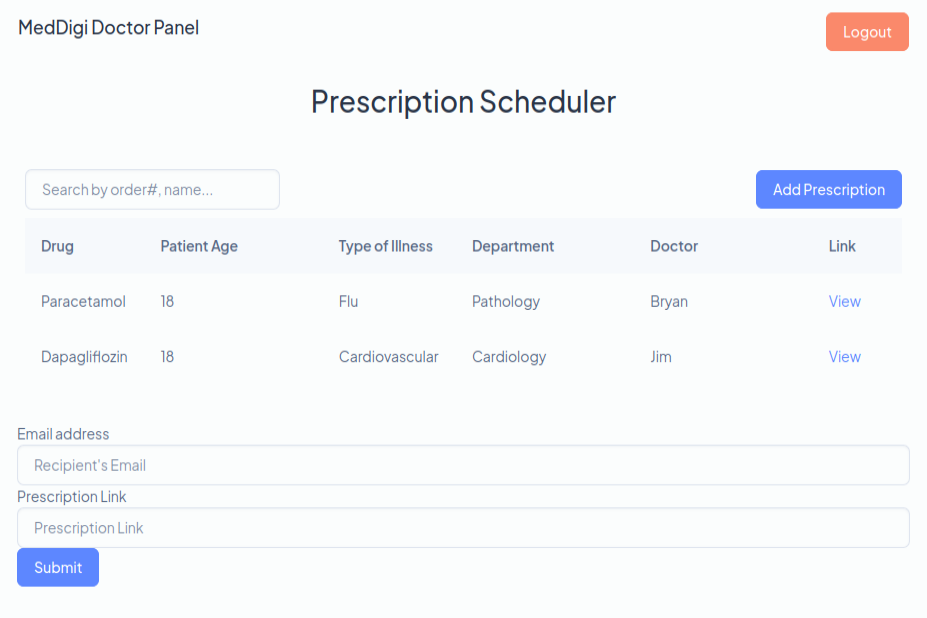 MedDigi Doctor Panel
Logout
Prescription Scheduler
Search by order#, name...
Add Prescription
Drug Patient Age Type of Illness Department Doctor Link
Paracetamol 18 Flu Pathology Bryan View
Dapagliflozin 18 Cardiovascular Cardiology Jim View
Email address
Recipient's Email
Prescription Link
Prescription Link
Submit